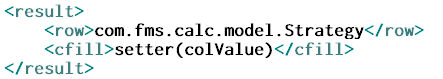 <result>
<row>com.fms.calc.model.Strategy</row>
<cfill>setter(colValue)</cfill>
</result>